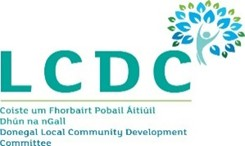 LCDC
Coiste um Fhorbairt Pobail Áitiúil
Dhún na nGall
Donegal Local Community Development
Committee